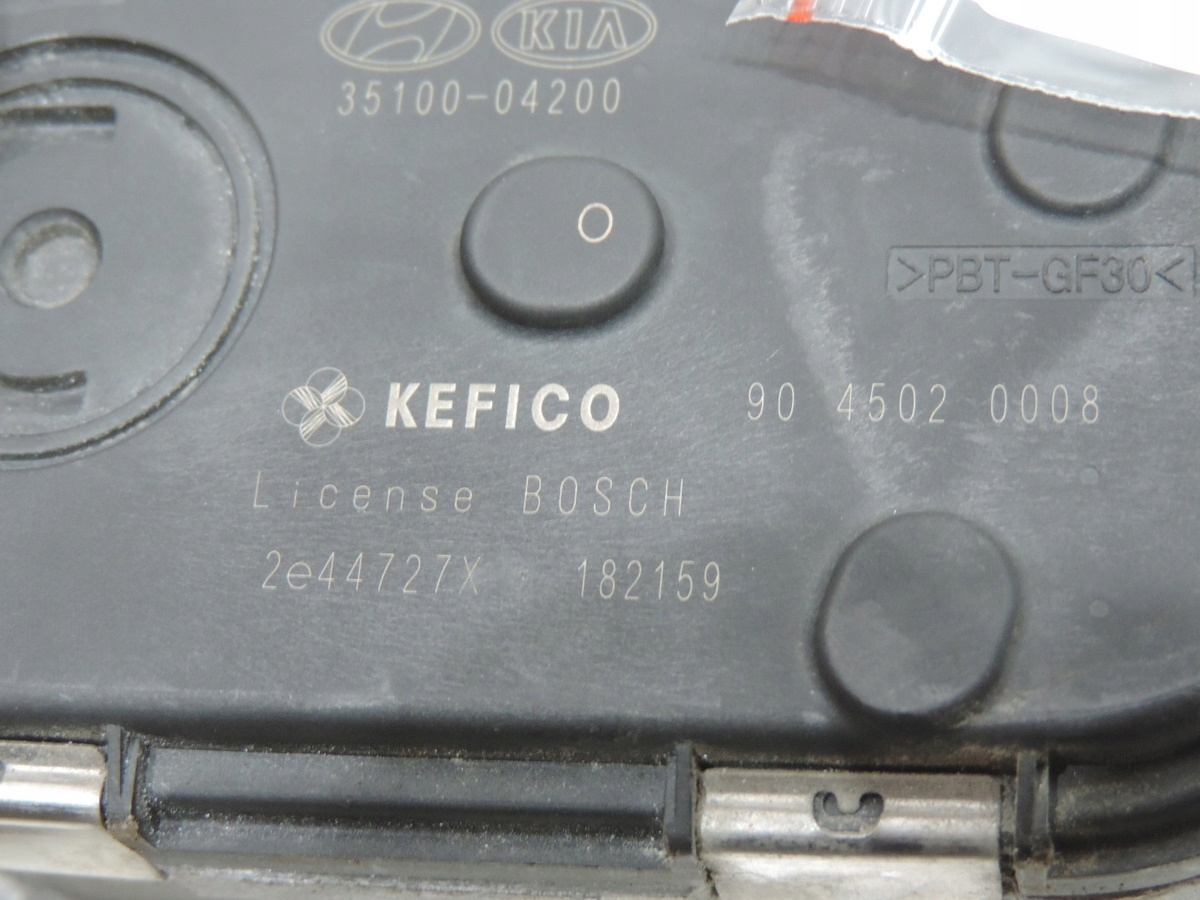 KIA
35100-04200
O
>PBT-GF30<
KEFICO 90 4502 0008
License BOSCH
2e44727X 182159
C